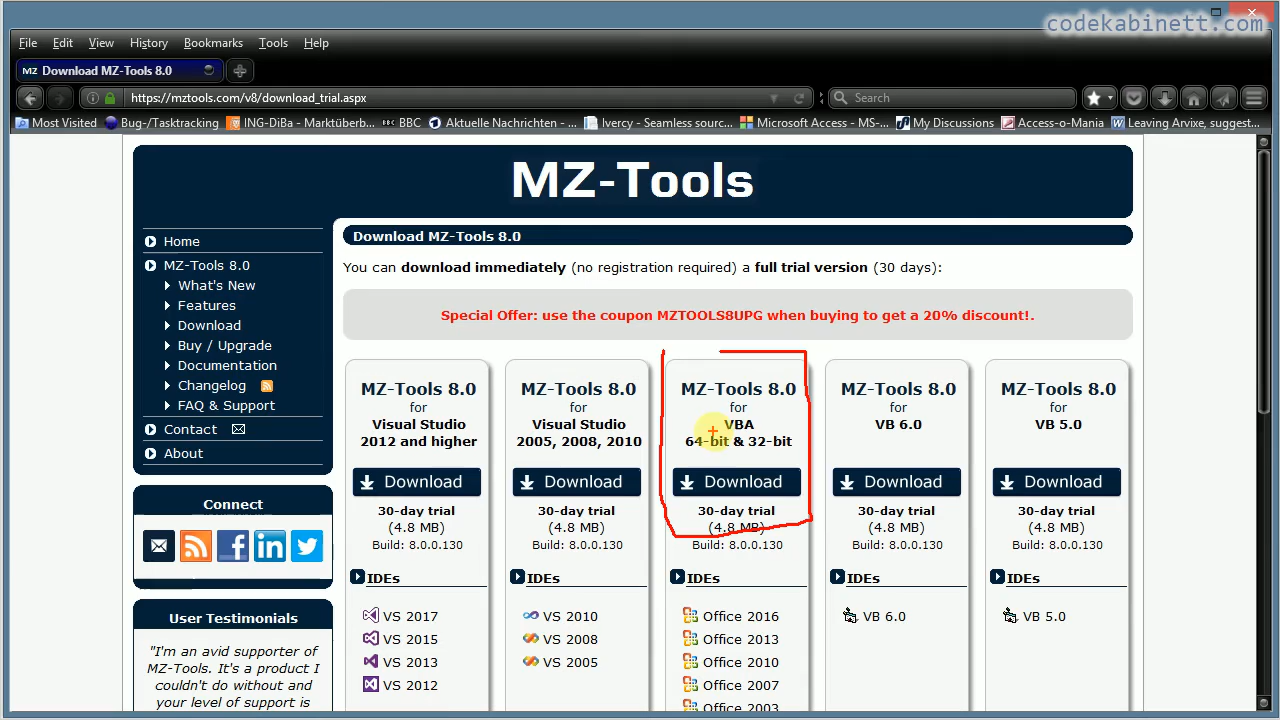 codekabinett.com
File Edit View History Bookmarks Tools Help
MZ Download MZ-Tools 8.0
https://mztools.com/v8/download_trial.aspx
Search
Most Visited Bug-/Tasktracking ING-DiBa - Marktüberb... BBC Aktuelle Nachrichten - ... Ivercy - Seamless sourc... Microsoft Access - MS-... My Discussions Access-o-Mania Leaving Arvixe, suggest...
MZ-Tools
Home
MZ-Tools 8.0
What's New
Features
Download
Buy / Upgrade
Documentation
Changelog
FAQ & Support
Contact
About
Connect
User Testimonials
"I'm an avid supporter of
MZ-Tools. It's a product I
couldn't do without and
your level of support is
Download MZ-Tools 8.0
You can download immediately (no registration required) a full trial version (30 days):
Special Offer: use the coupon MZTOOLS8UPG when buying to get a 20% discount!.
MZ-Tools 8.0
for
Visual Studio
2012 and higher
Download
30-day trial
(4.8 MB)
Build: 8.0.0.130
IDEs
VS 2017
VS 2015
VS 2013
VS 2012
MZ-Tools 8.0
for
Visual Studio
2005, 2008, 2010
Download
30-day trial
(4.8 MB)
Build: 8.0.0.130
IDEs
VS 2010
VS 2008
VS 2005
MZ-Tools 8.0
for
VBA
64-bit & 32-bit
Download
30-day trial
(4.8 MB)
Build: 8.0.0.130
IDEs
Office 2016
Office 2013
Office 2010
Office 2007
Office 2003
MZ-Tools 8.0
for
VB 6.0
Download
30-day trial
(4.8 MB)
Build: 8.0.0.130
IDEs
VB 6.0
MZ-Tools 8.0
for
VB 5.0
Download
30-day trial
(4.8 MB)
Build: 8.0.0.130
IDEs
VB 5.0